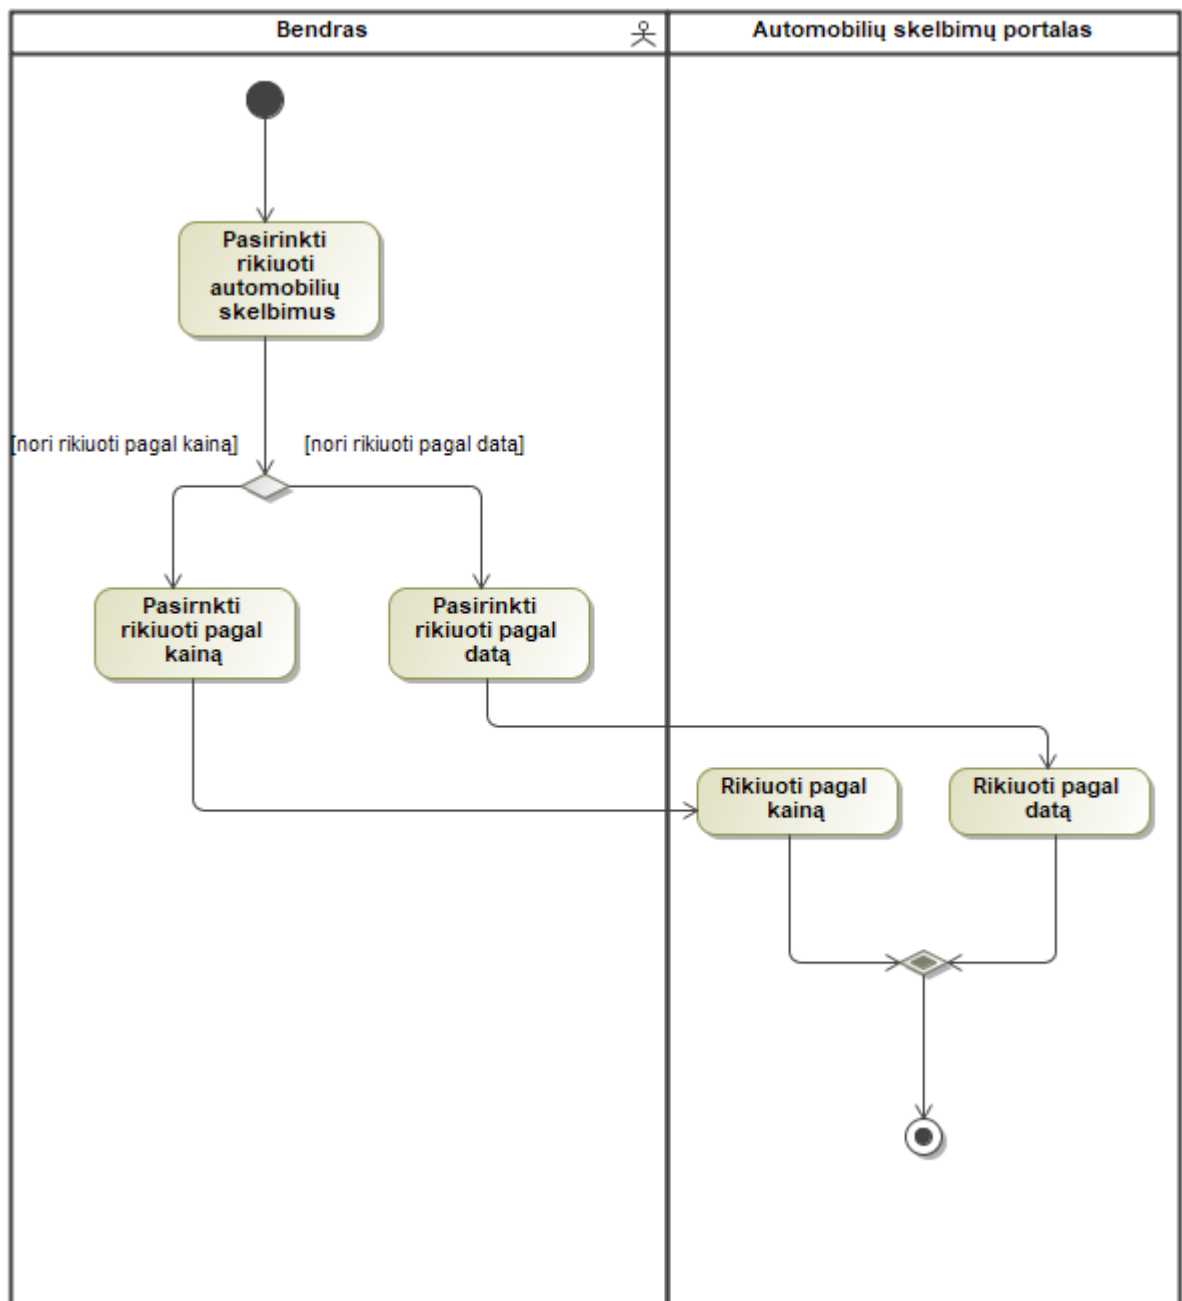 Bendras
Automobilių skelbimų portalas
Pasirinkti
rikiuoti
automobilių
skelbimus
[nori rikiuoti pagal kainą]
[nori rikiuoti pagal datą]
Pasirnkti
rikiuoti pagal
kainą
Pasirinkti
rikiuoti pagal
datą
Rikiuoti pagal
kainą
Rikiuoti pagal
datą